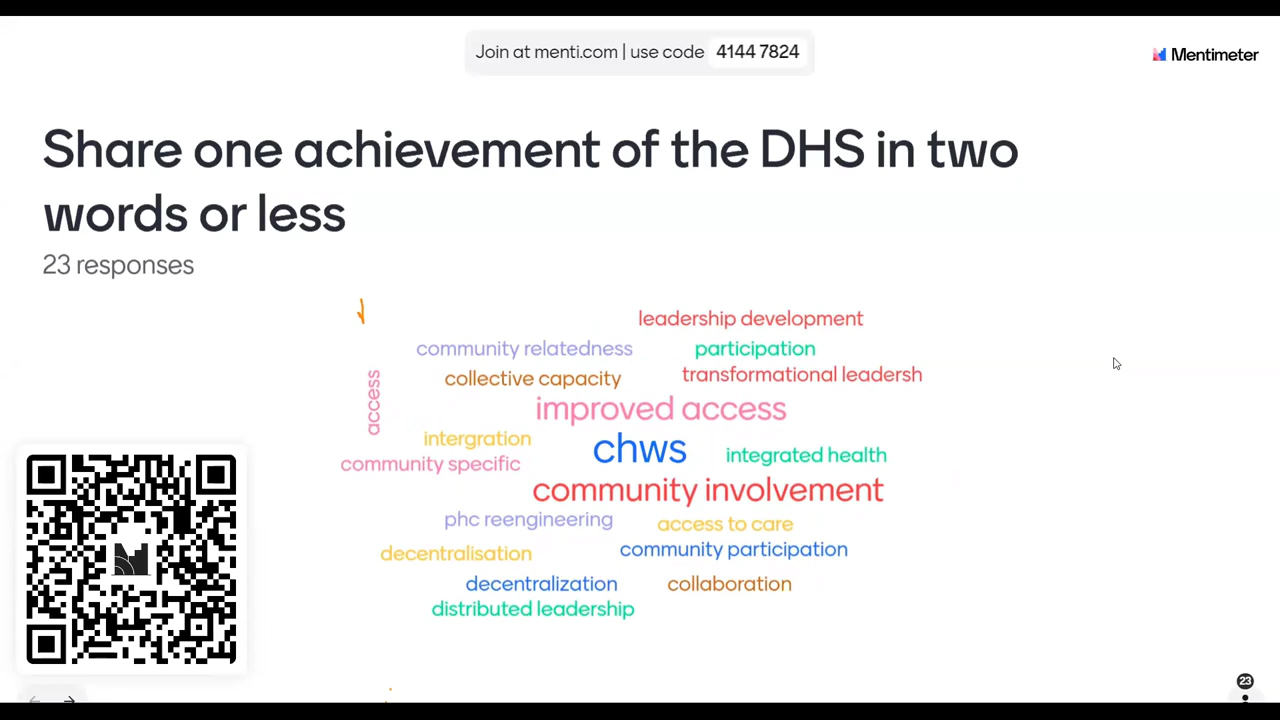 Join at menti.com | use code 4144 7824
Mentimeter
Share one achievement of the DHS in two
words or less
23 responses
leadership development
community relatedness
participation
collective capacity
transformational leadersh
access
improved access
intergration
chws
integrated health
community specific
community involvement
phc reengineering
access to care
decentralisation
community participation
decentralization
collaboration
distributed leadership
23